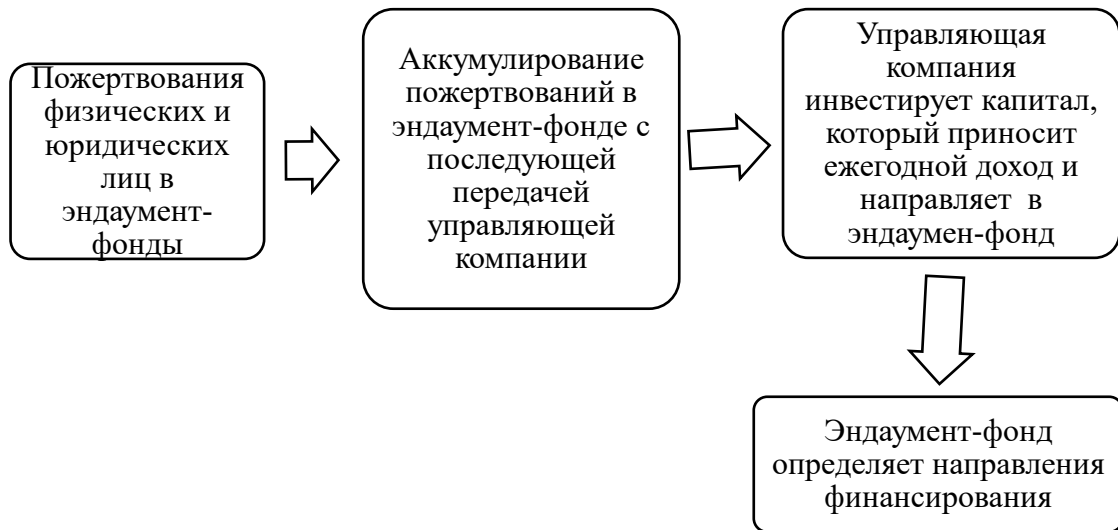 Пожертвования
физических и
юридических
лиц в
эндаумент-
фонды
Аккумулирование
пожертвований в
эндаумент-фонде с
последующей
передачей
управляющей
компании
Управляющая
компания
инвестирует капитал,
который приносит
ежегодной доход и
направляет в
эндаумен-фонд
Эндаумент-фонд
определяет направления
финансирования